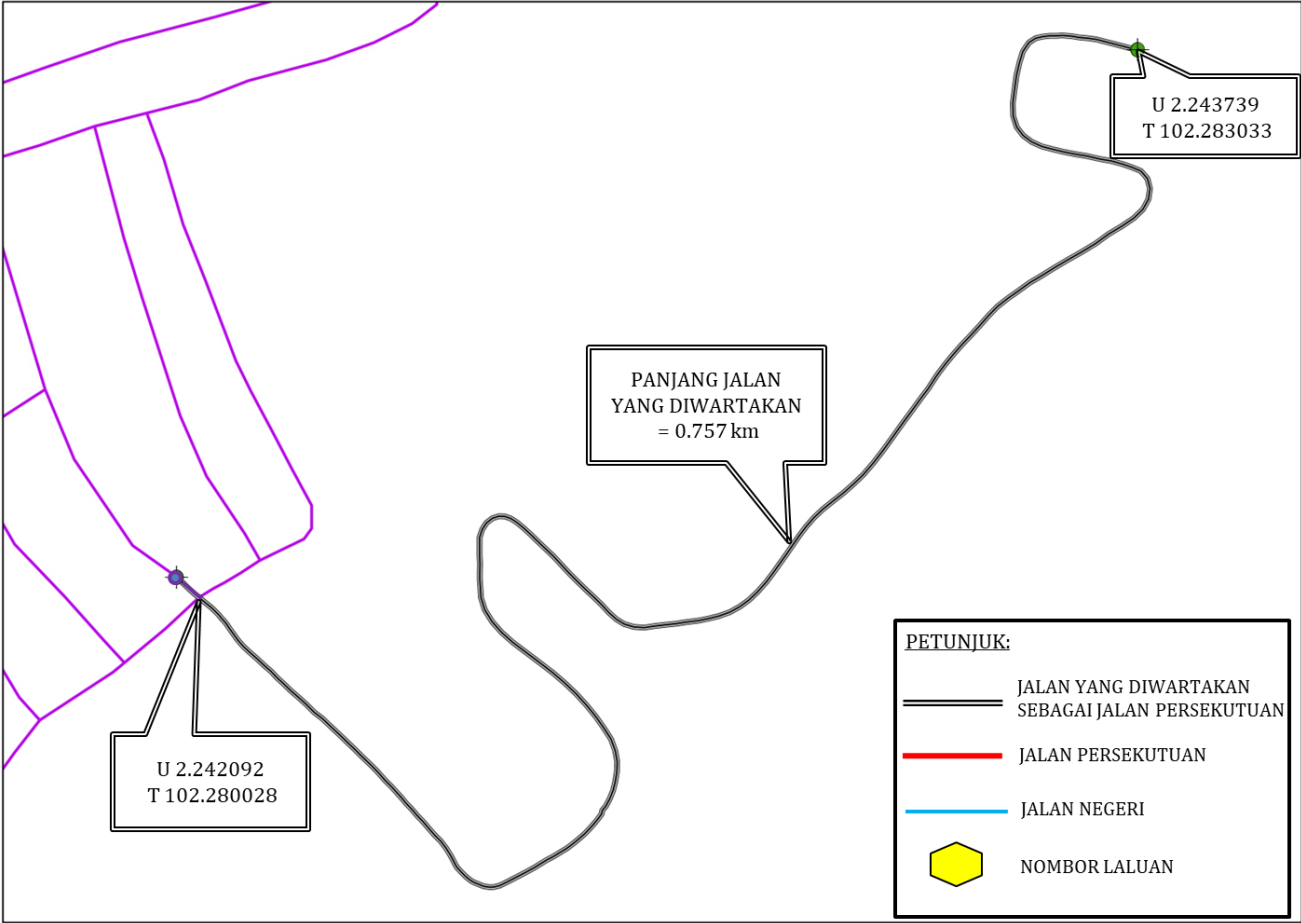 U 2.243739
T 102.283033
PANJANG JALAN
YANG DIWARTAKAN
= 0.757 km
U 2.242092
T 102.280028
PETUNJUK:
JALAN YANG DIWARTAKAN
SEBAGAI JALAN PERSEKUTUAN
JALAN PERSEKUTUAN
JALAN NEGERI
NOMBOR LALUAN